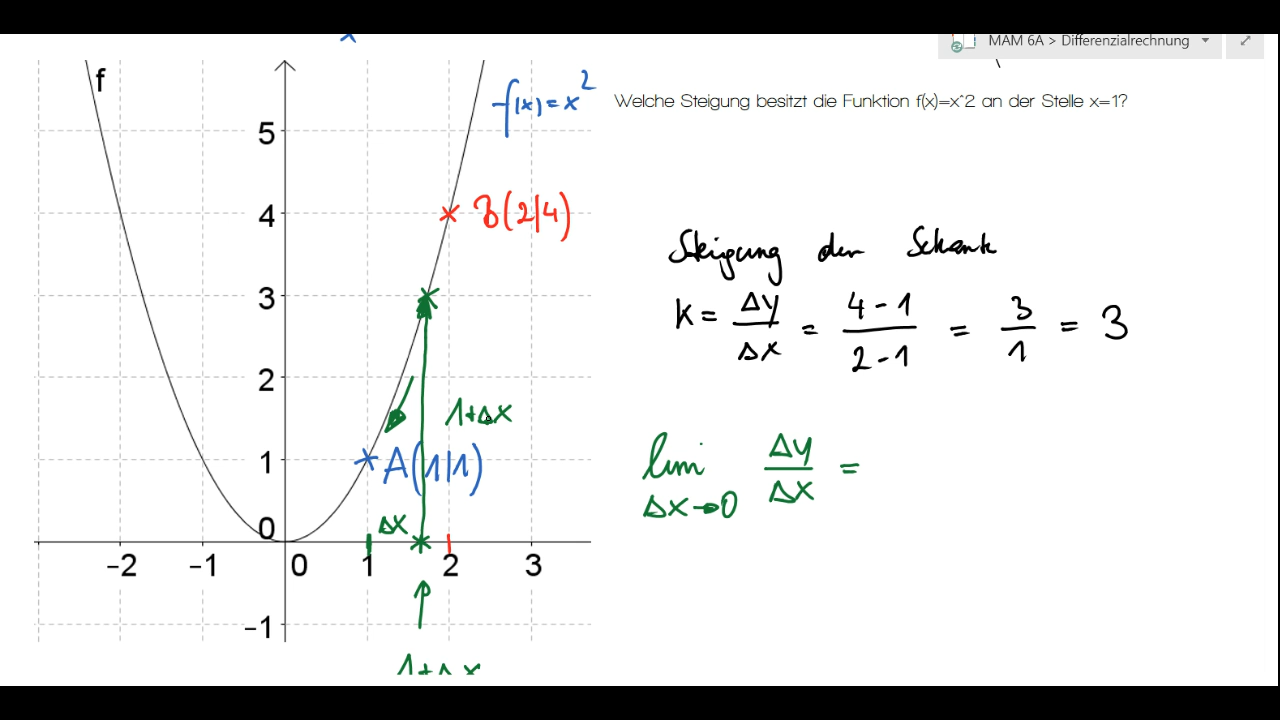 MAM 6A > Differenzialrechnung
f
f(x)=x²
Welche Steigung besitzt die Funktion f(x)=x^2 an der Stelle x=1?
5
4
B(2|4)
Steigung der Sekante
3
k = Δy/Δx = 4-1/2-1 = 3/1 = 3
2
1+Δx
1
A(1|1)
lim Δx→0 Δy/Δx =
0
Δx
-2 -1 0 1 2 3
-1
1+Δx